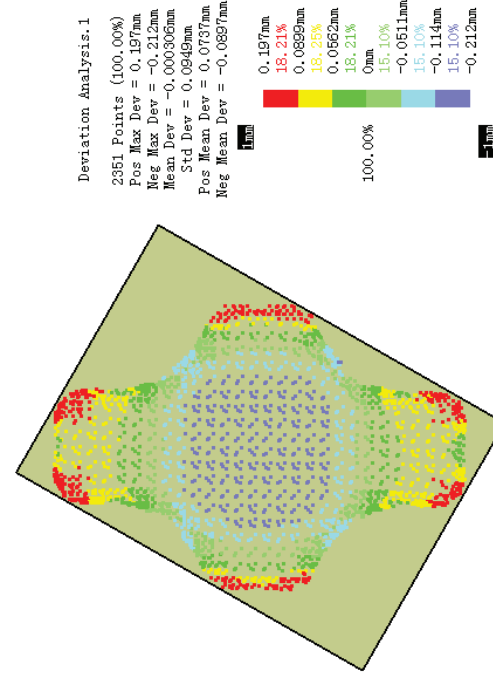 Deviation Analysis.1
2351 Points (100.00%)
Pos Max Dev = 0.197mm
Neg Max Dev = -0.212mm
Mean Dev = -0.000306mm
Std Dev = 0.0949mm
Pos Mean Dev = 0.0737mm
Neg Mean Dev = -0.0897mm
1mm
0.197mm
18.21%
0.0899mm
18.25%
0.0562mm
18.21%
0mm
100.00%
15.10%
-0.0511mm
15.10%
-0.114mm
15.10%
-0.212mm
-1mm